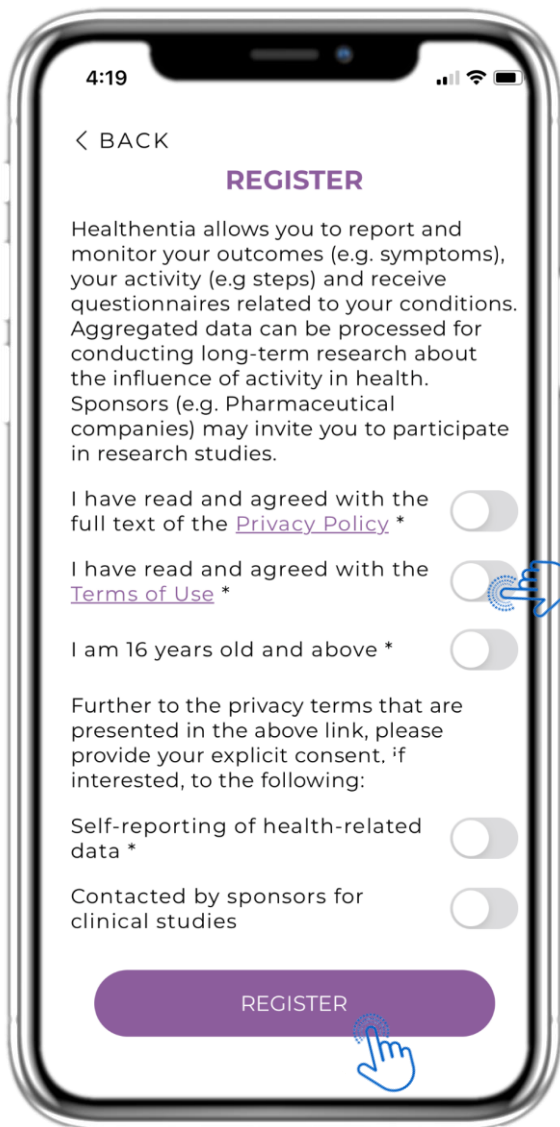 4:19
< BACK
REGISTER
Healthentia allows you to report and
monitor your outcomes (e.g. symptoms),
your activity (e.g steps) and receive
questionnaires related to your conditions.
Aggregated data can be processed for
conducting long-term research about
the influence of activity in health.
Sponsors (e.g. Pharmaceutical
companies) may invite you to participate
in research studies.
I have read and agreed with the
full text of the Privacy Policy *
I have read and agreed with the
Terms of Use *
I am 16 years old and above *
Further to the privacy terms that are
presented in the above link, please
provide your explicit consent, if
interested, to the following:
Self-reporting of health-related
data *
Contacted by sponsors for
clinical studies
REGISTER